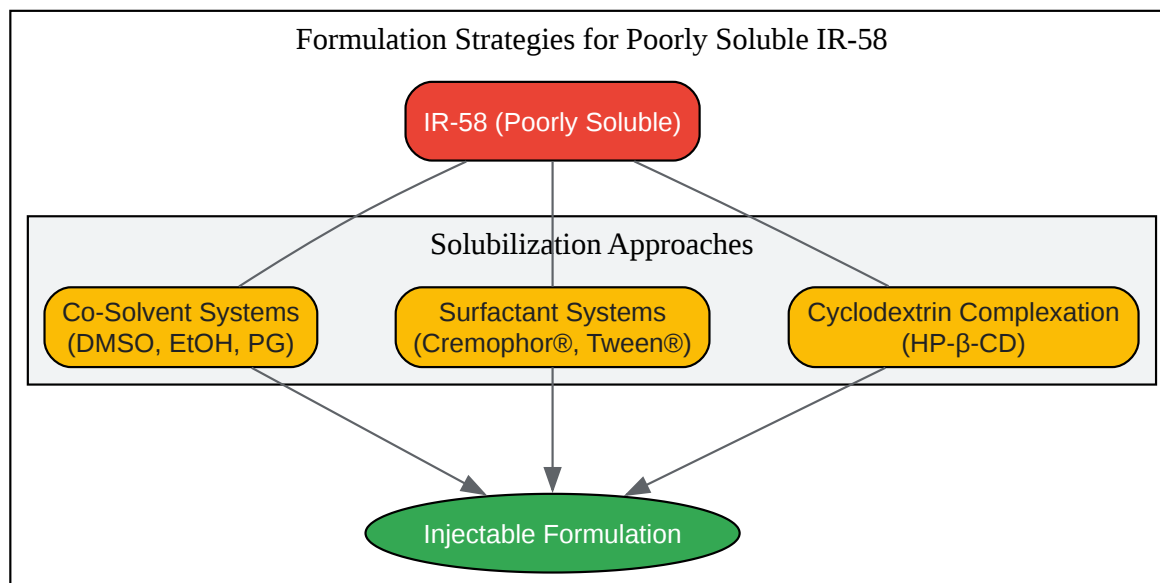 Formulation Strategies for Poorly Soluble IR-58
IR-58 (Poorly Soluble)
Solubilization Approaches
Co-Solvent Systems
(DMSO, EtOH, PG)
Surfactant Systems
(Cremophor®, Tween®)
Cyclodextrin Complexation
(HP-β-CD)
Injectable Formulation